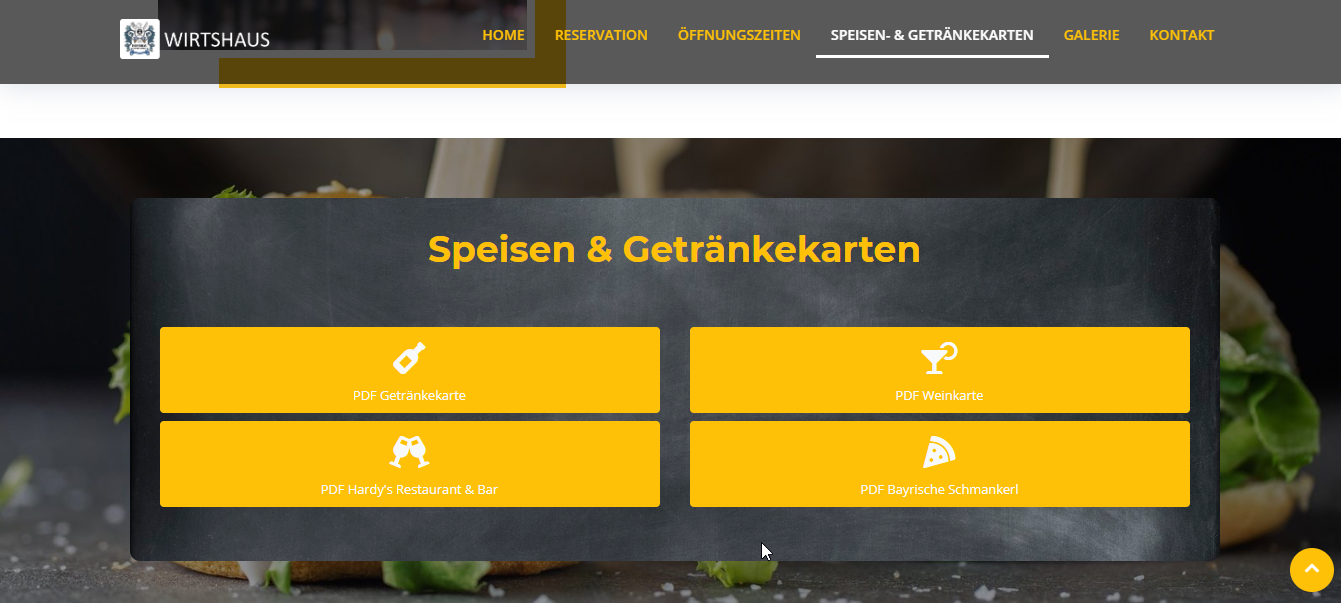 WIRTSHAUS
HOME RESERVATION ÖFFNUNGSZEITEN SPEISEN- & GETRÄNKEKARTEN GALERIE KONTAKT
Speisen & Getränkekarten
PDF Getränkekarte
PDF Weinkarte
PDF Hardy's Restaurant & Bar
PDF Bayrische Schmankerl